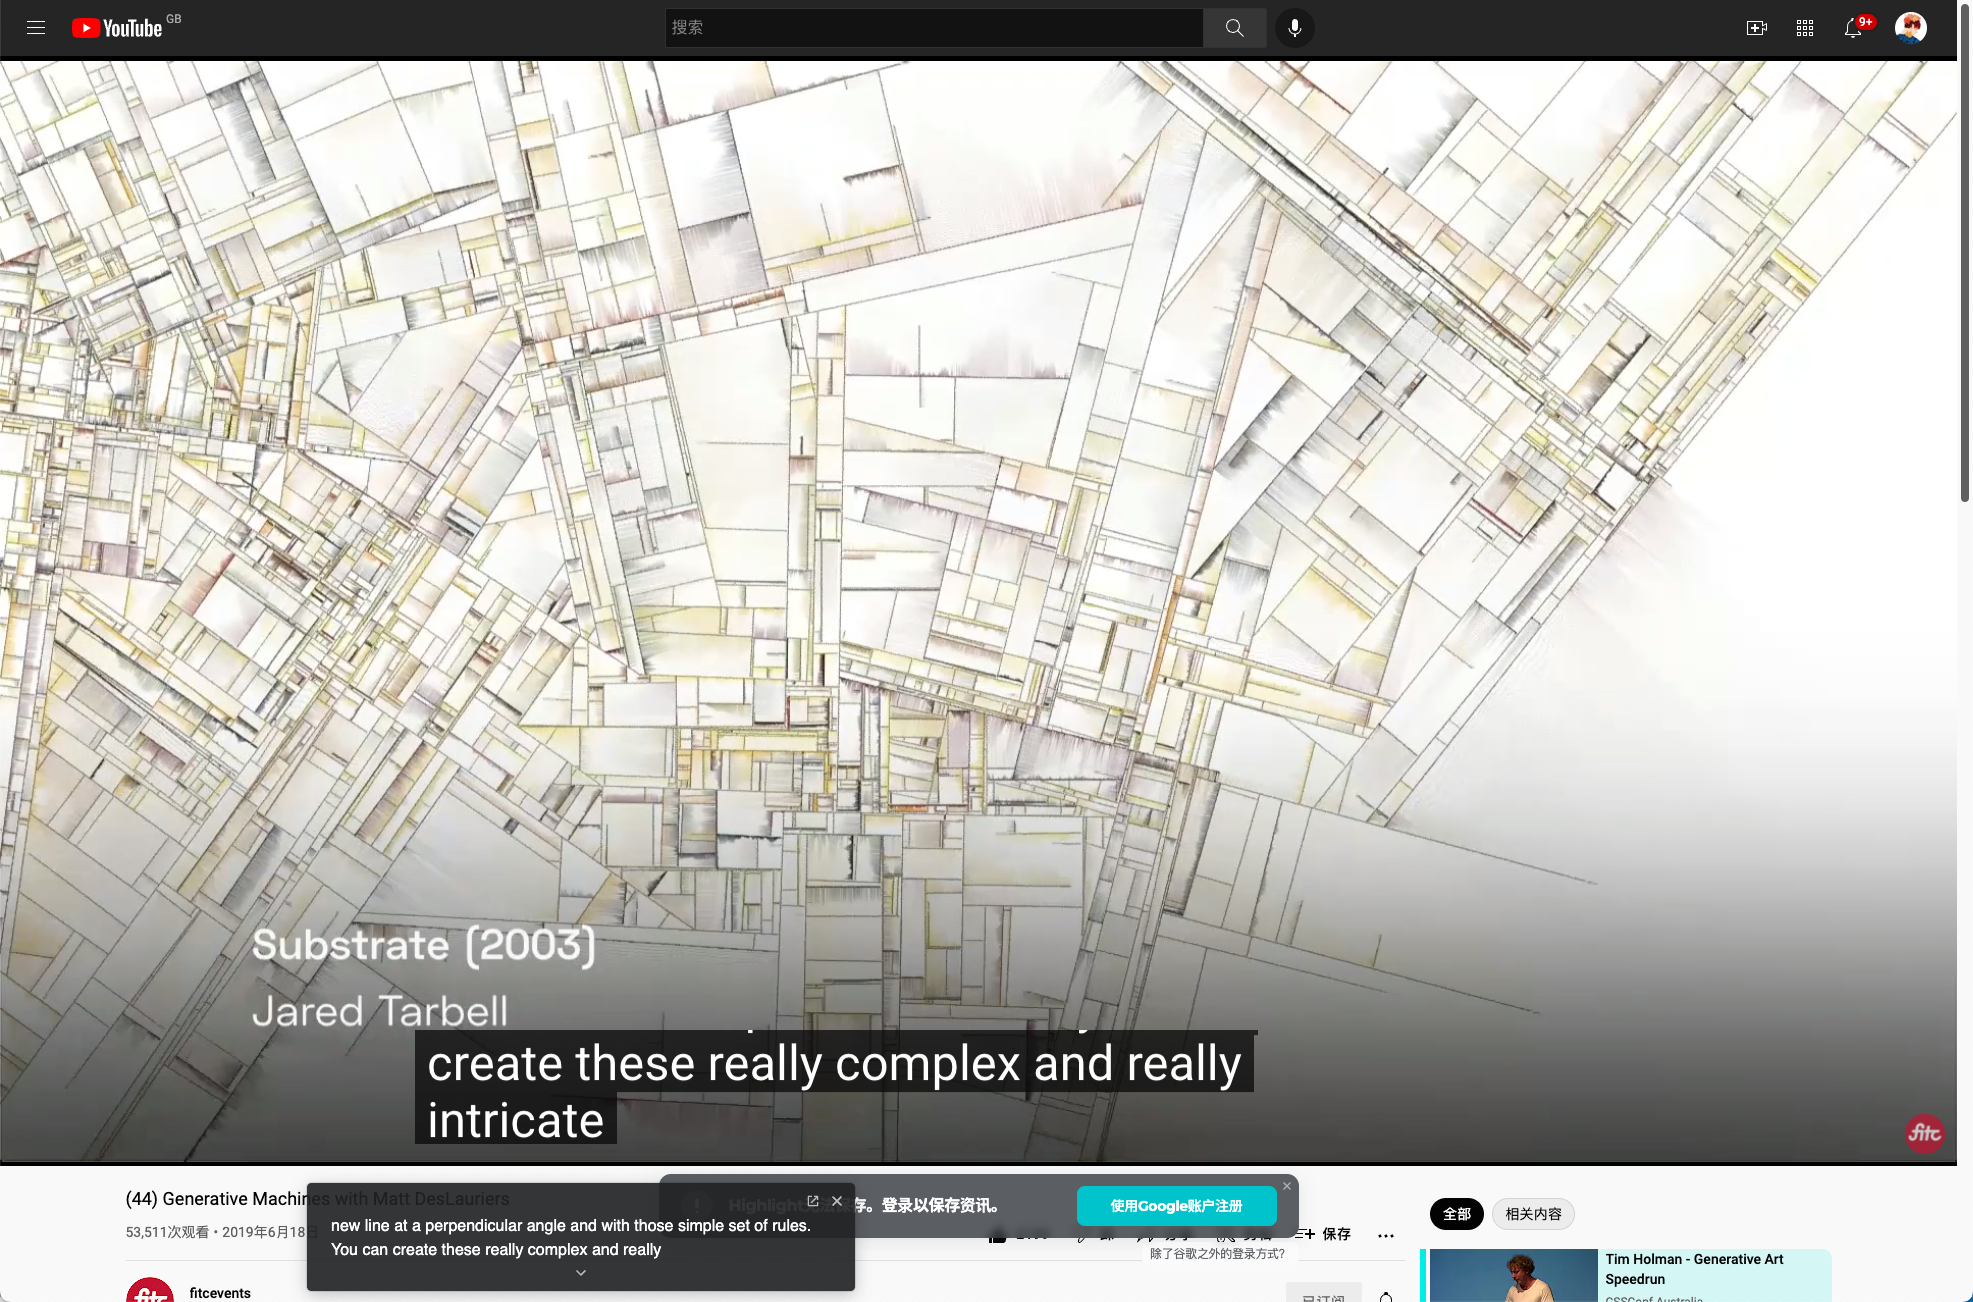 YouTube GB
搜索
9+
Substrate (2003)
Jared Tarbell
create these really complex and really
intricate
fitc
(44) Generative Machines with Matt DesLauriers
53,511次观看・2019年6月18日
new line at a perpendicular angle and with those simple set of rules.
You can create these really complex and really
存。登录以保存资讯。
使用Google账户注册
除了谷歌之外的登录方式?
保存
fitcevents
已订阅
全部
相关内容
Tim Holman - Generative Art
Speedrun
CSSConf Australia